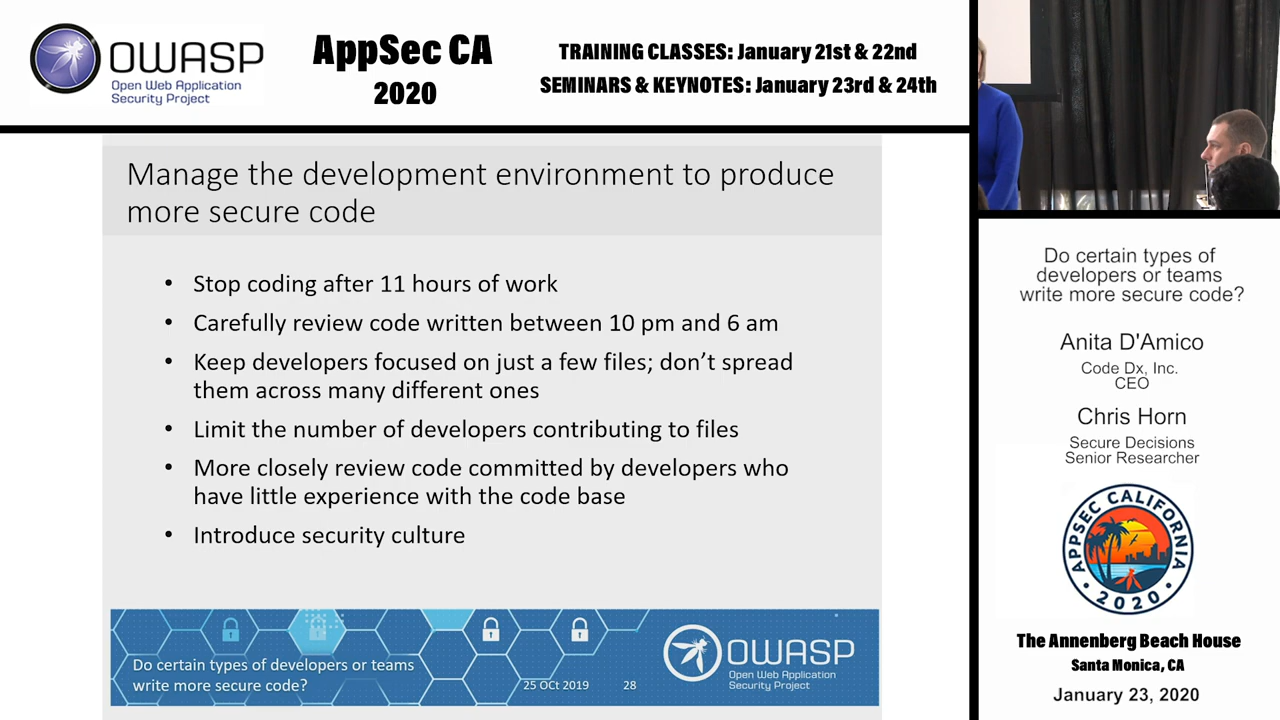 OWASP
Open Web Application
Security Project
AppSec CA
2020
TRAINING CLASSES: January 21st & 22nd
SEMINARS & KEYNOTES: January 23rd & 24th
Manage the development environment to produce
more secure code
• Stop coding after 11 hours of work
• Carefully review code written between 10 pm and 6 am
• Keep developers focused on just a few files; don’t spread
them across many different ones
• Limit the number of developers contributing to files
• More closely review code committed by developers who
have little experience with the code base
• Introduce security culture
Do certain types of developers or teams
write more secure code?
25 OCt 2019
28
OWASP
Open Web Application
Security Project
Do certain types of
developers or teams
write more secure code?
Anita D'Amico
Code Dx, Inc.
CEO
Chris Horn
Secure Decisions
Senior Researcher
APPSEC CALIFORNIA
• 2020 •
The Annenberg Beach House
Santa Monica, CA
January 23, 2020